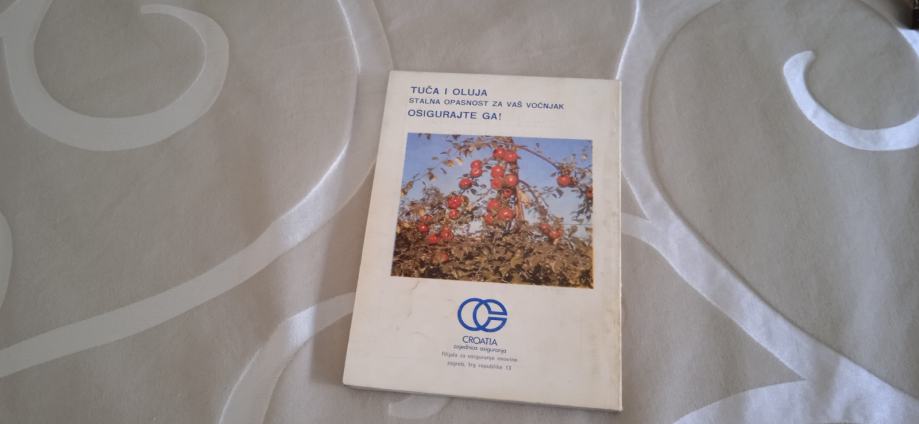 TUČA I OLUJA
STALNA OPASNOST ZA VAŠ VOĆNJAK
OSIGURAJTE GA!
CROATIA
zajednica osiguranja
filijala za osiguranje imovine
zagreb, trg republike 13